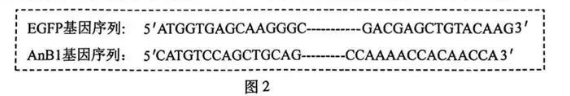 EGFP基因序列: 5′ATGGTGAGCAAGGGC-----------GACGAGCTGTACAAG3′
AnB1基因序列: 5′CATGTCCAGCTGCAG---------CCAAAACCACAACCA3′
图2